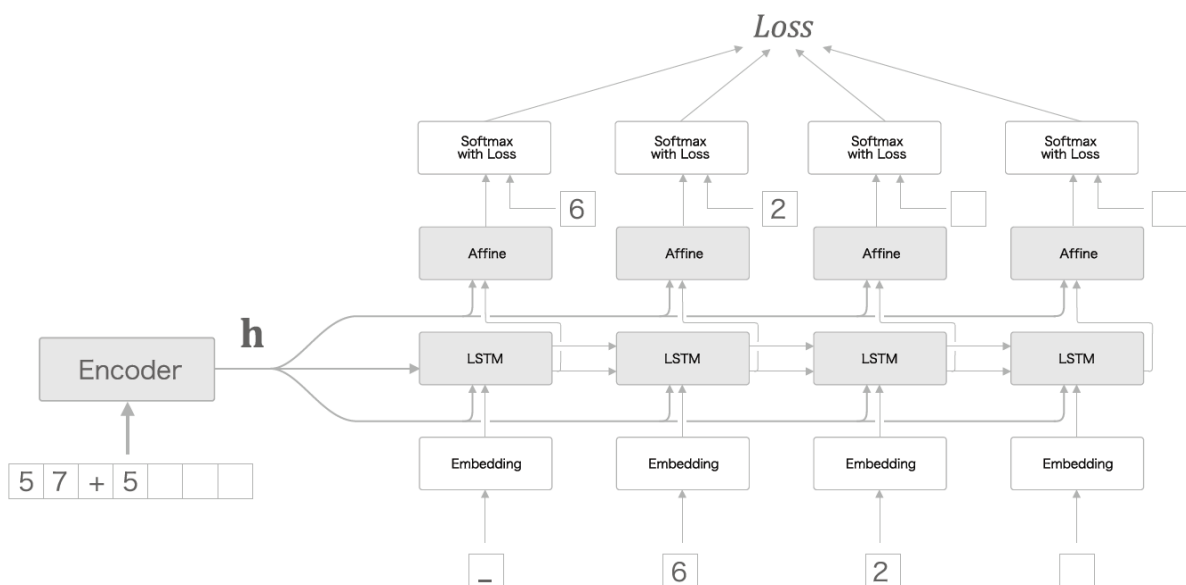 Loss
Softmax with Loss Softmax with Loss Softmax with Loss Softmax with Loss
6 2
Affine Affine Affine Affine
h
Encoder LSTM LSTM LSTM LSTM
5 7 + 5
Embedding Embedding Embedding Embedding
_ 6 2